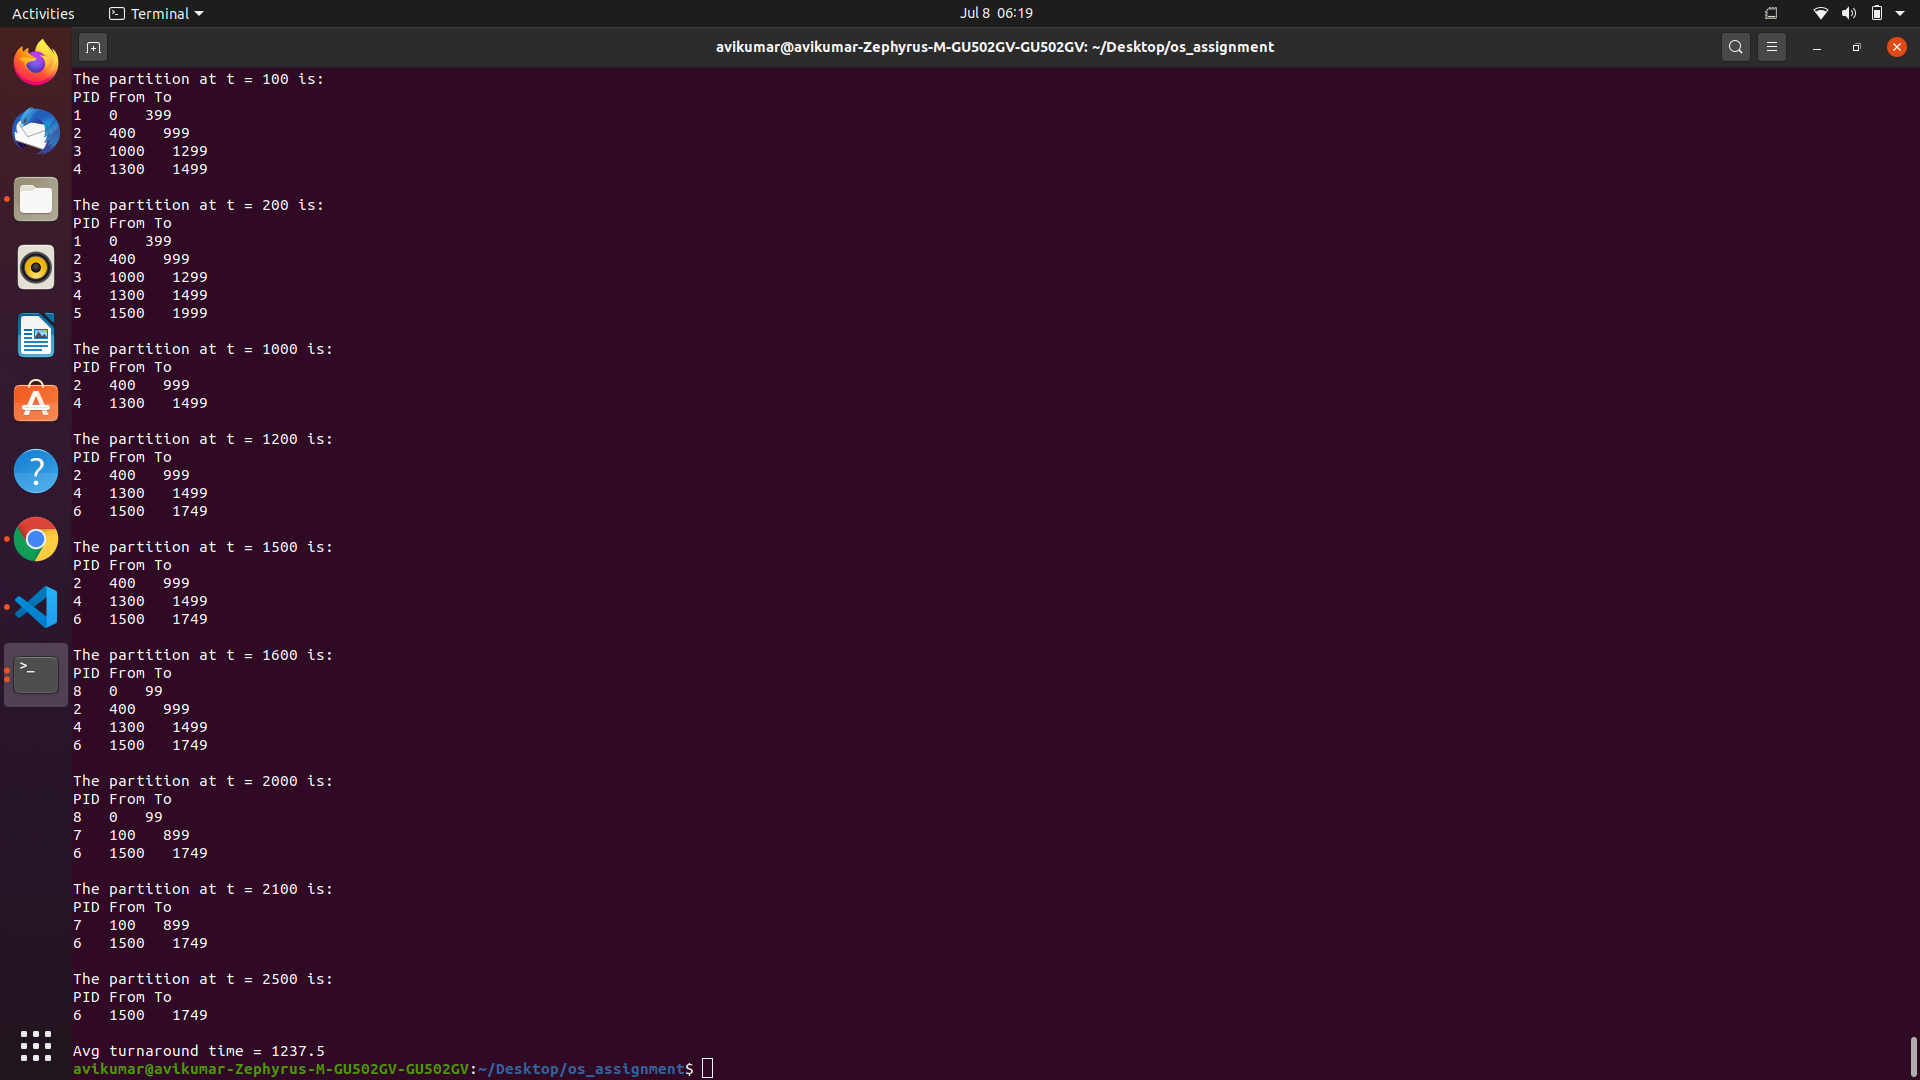 Activities
Terminal
Jul 8 06:19
avikumar@avikumar-Zephyrus-M-GU502GV-GU502GV: ~/Desktop/os_assignment
The partition at t = 100 is:
PID From To
1 0 399
2 400 999
3 1000 1299
4 1300 1499
The partition at t = 200 is:
PID From To
1 0 399
2 400 999
3 1000 1299
4 1300 1499
5 1500 1999
The partition at t = 1000 is:
PID From To
2 400 999
4 1300 1499
The partition at t = 1200 is:
PID From To
2 400 999
4 1300 1499
6 1500 1749
The partition at t = 1500 is:
PID From To
2 400 999
4 1300 1499
6 1500 1749
The partition at t = 1600 is:
PID From To
8 0 99
2 400 999
4 1300 1499
6 1500 1749
The partition at t = 2000 is:
PID From To
8 0 99
7 100 899
6 1500 1749
The partition at t = 2100 is:
PID From To
7 100 899
6 1500 1749
The partition at t = 2500 is:
PID From To
6 1500 1749
Avg turnaround time = 1237.5
avikumar@avikumar-Zephyrus-M-GU502GV-GU502GV:~/Desktop/os_assignment$